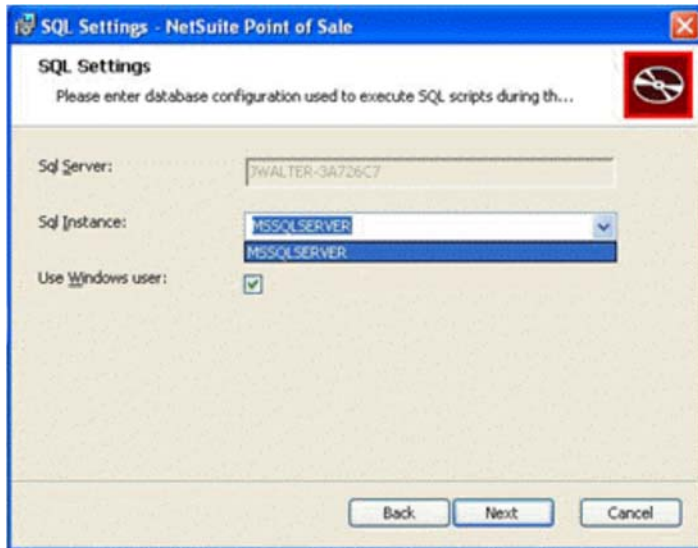 SQL Settings - NetSuite Point of Sale
SQL Settings
Please enter database configuration used to execute SQL scripts during th...
Sql Server:
JWALTER-3A726C7
Sql Instance:
MSSQLSERVER
MSSQLSERVER
Use Windows user:
Back
Next
Cancel